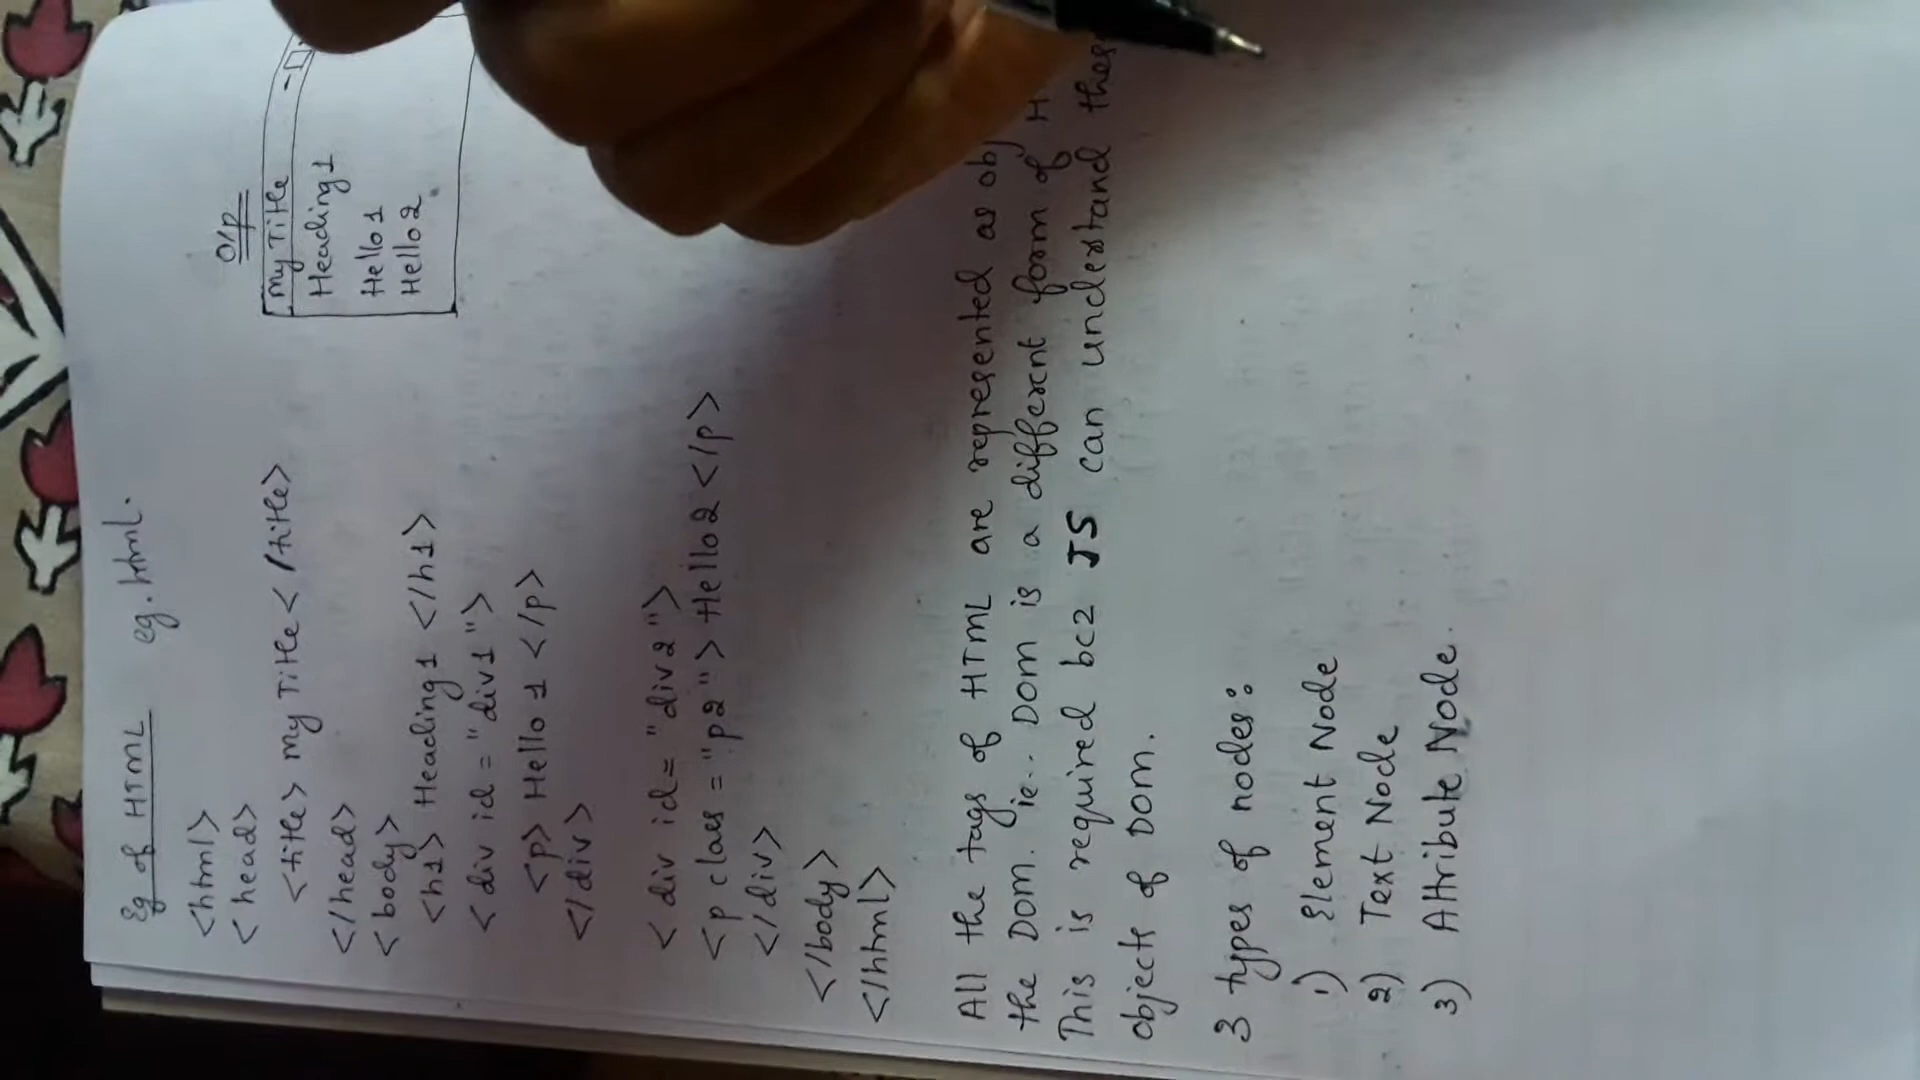 Eg of HTML eg.html.
<html>
<head>
<title> My Title </title>
</head>
<body>
<h1> Heading1 </h1>
<div id = "div1">
<p> Hello 1 </p>
</div>
<div id= "div2">
<p class = "p2"> Hello2 </p>
</div>
</body>
</html>
O/p
My Title -
Heading1
Hello1
Hello2
All the tags of HTML are represented as
the DOM. ie.. DOM is a different form of
This is required bcz JS can understand
objects of DOM.
3 types of nodes:
1) Element Node
2) Text Node
3) Attribute Node.